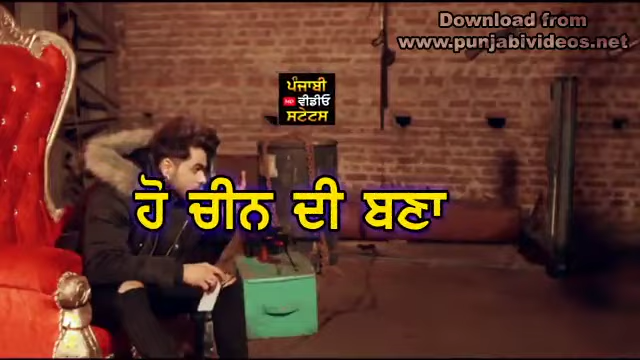 Download from
www.punjabivideos.net
ਪੰਜਾਬੀ
HD ਵੀਡੀਓ
ਸਟੇਟਸ
ਹੋ ਚੀਨ ਦੀ ਬਣਾ